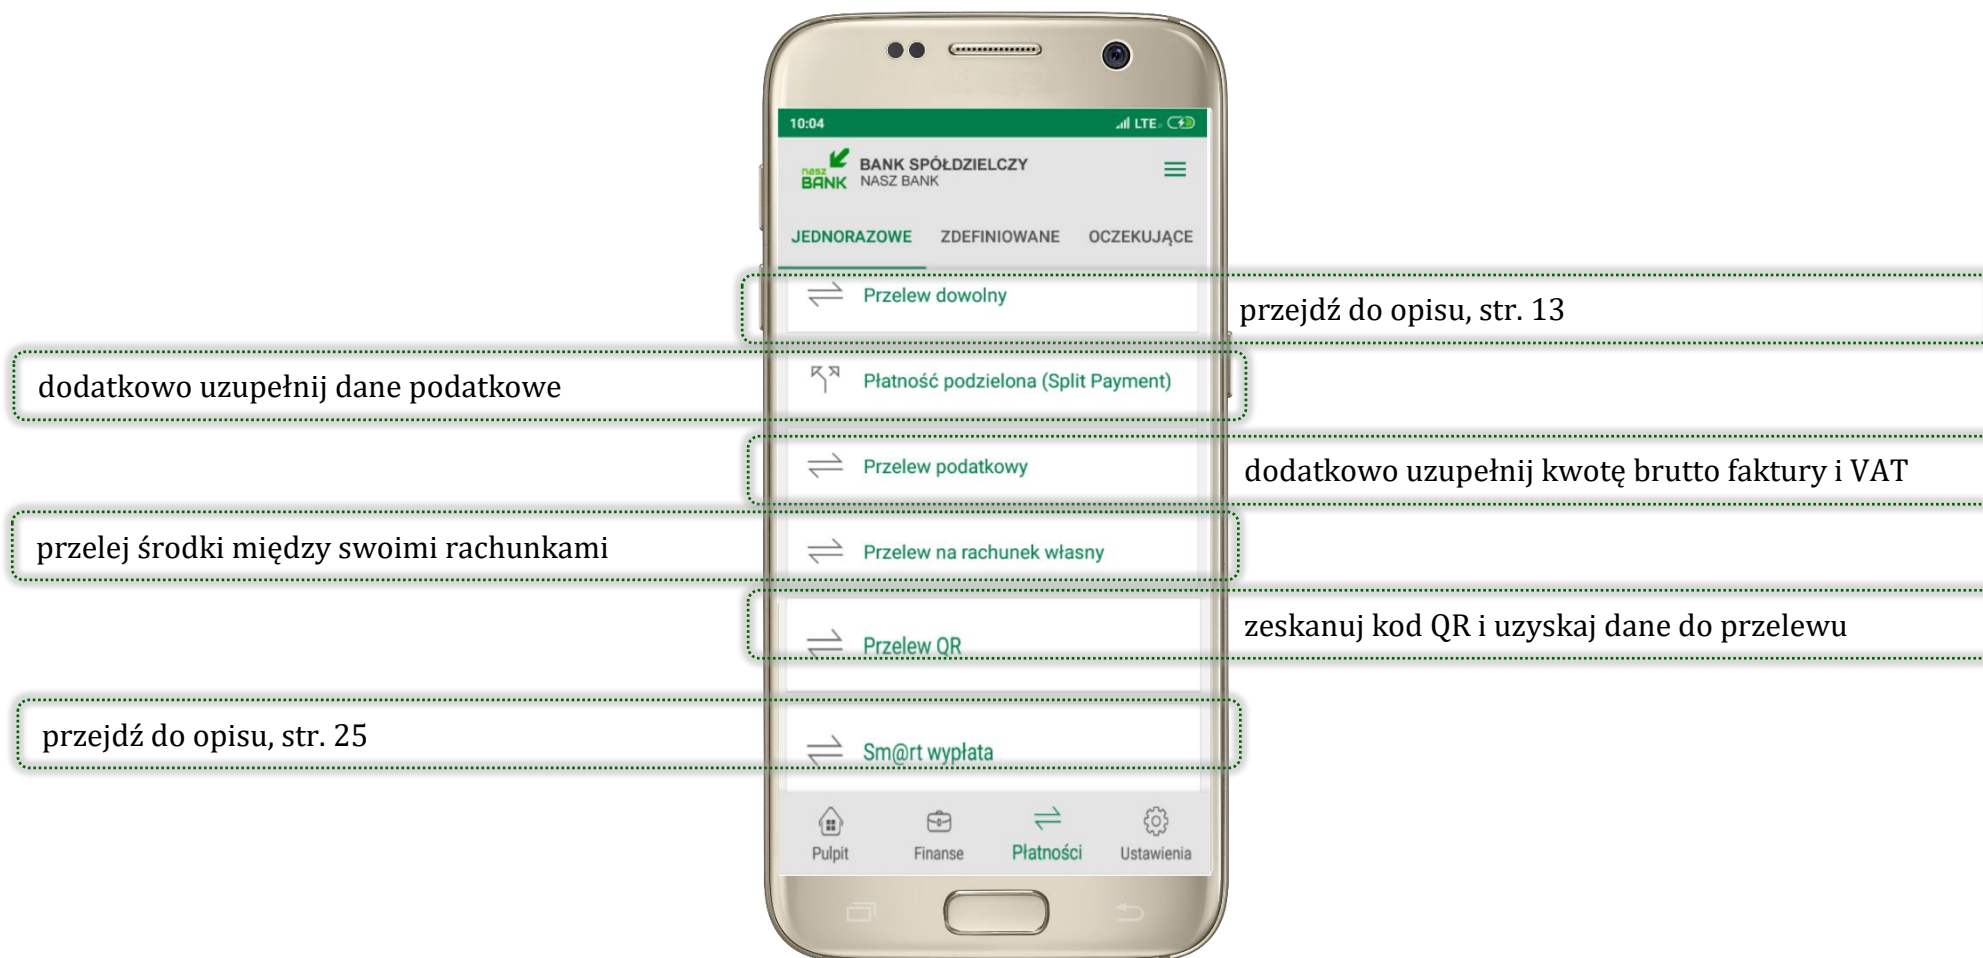 10:04 LTE
nasz BANK BANK SPÓŁDZIELCZY
NASZ BANK
JEDNORAZOWE ZDEFINIOWANE OCZEKUJĄCE
Przelew dowolny
przejdź do opisu, str. 13
dodatkowo uzupełnij dane podatkowe
Płatność podzielona (Split Payment)
Przelew podatkowy
dodatkowo uzupełnij kwotę brutto faktury i VAT
przelej środki między swoimi rachunkami
Przelew na rachunek własny
Przelew QR
zeskanuj kod QR i uzyskaj dane do przelewu
przejdź do opisu, str. 25
Sm@rt wypłata
Pulpit Finanse Płatności Ustawienia